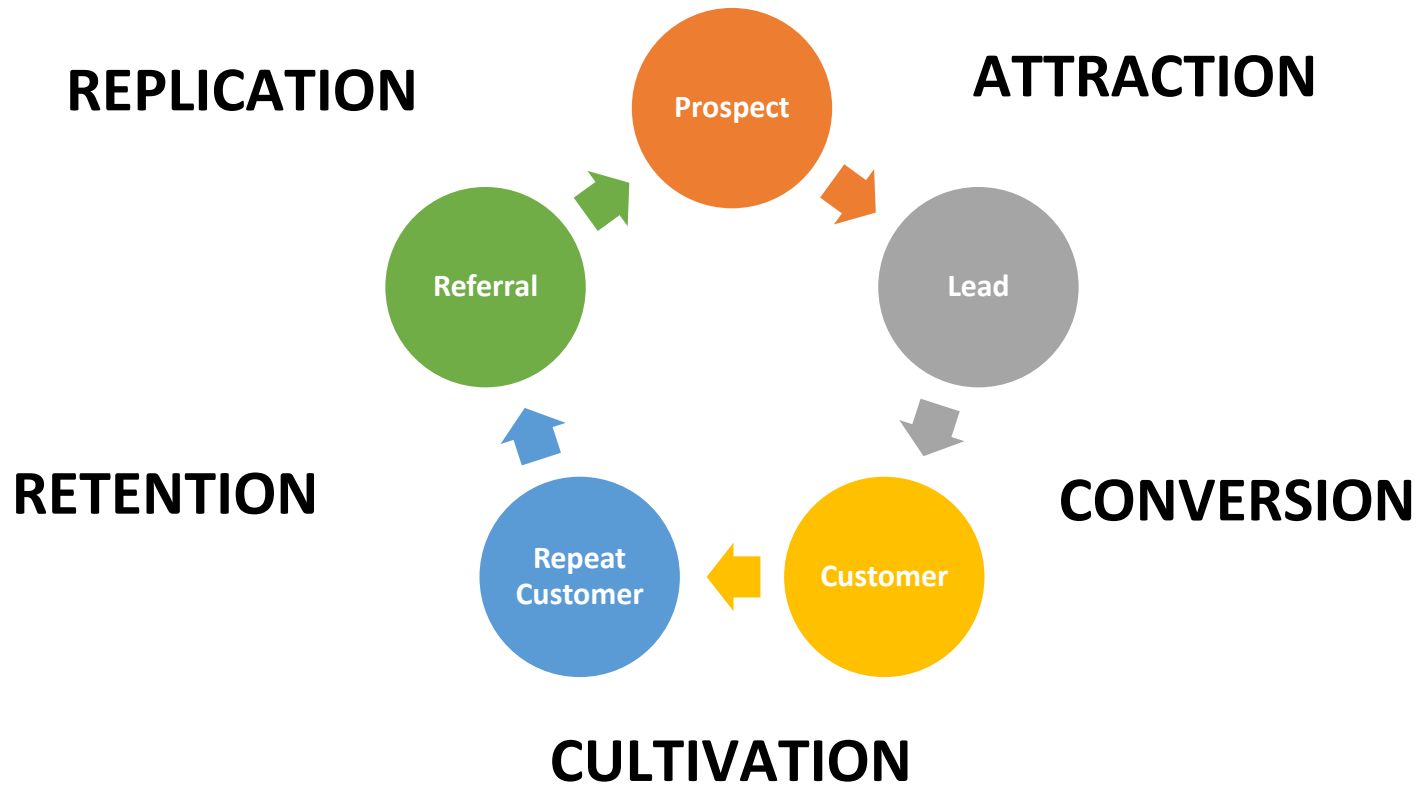 REPLICATION
ATTRACTION
Prospect
Referral
Lead
RETENTION
CONVERSION
Repeat
Customer
Customer
CULTIVATION